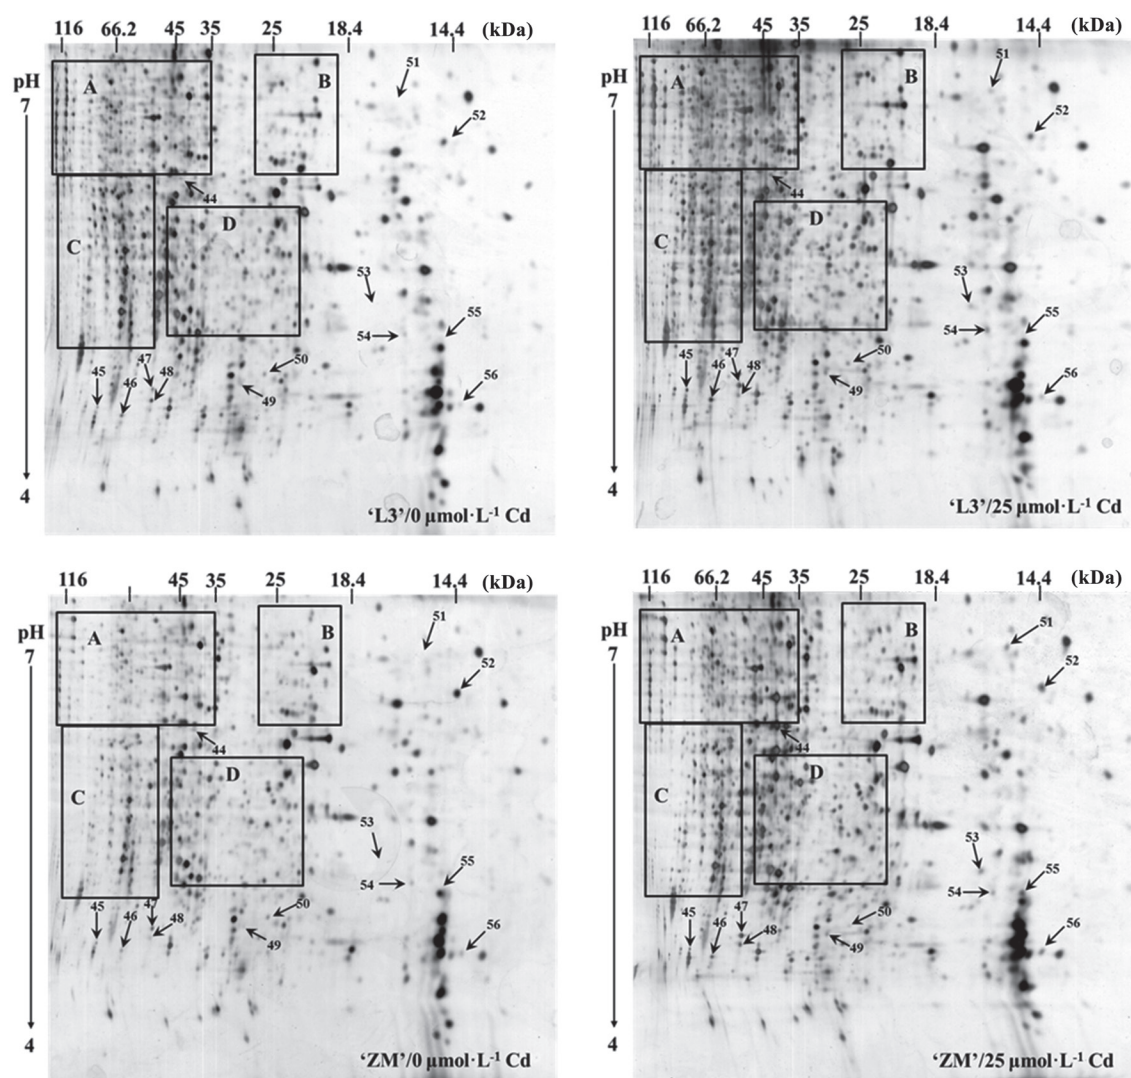 116 66.2 45 35 25 18.4 14.4 (kDa)
pH
7
A
B
51
52
44
C
D
53
54
55
47
45
46
48
50
49
56
4
‘L3’/0 µmol·L-1 Cd
116 66.2 45 35 25 18.4 14.4 (kDa)
pH
7
A
B
51
52
44
C
D
53
54
55
47
45
46
48
50
49
56
4
‘L3’/25 µmol·L-1 Cd
116 45 35 25 18.4 14.4 (kDa)
pH
7
A
B
51
52
44
C
D
53
54
55
47
45
46
48
50
49
56
4
‘ZM’/0 µmol·L-1 Cd
116 66.2 45 35 25 18.4 14.4 (kDa)
pH
7
A
B
51
52
44
C
D
53
54
55
47
45
46
48
50
49
56
4
‘ZM’/25 µmol·L-1 Cd